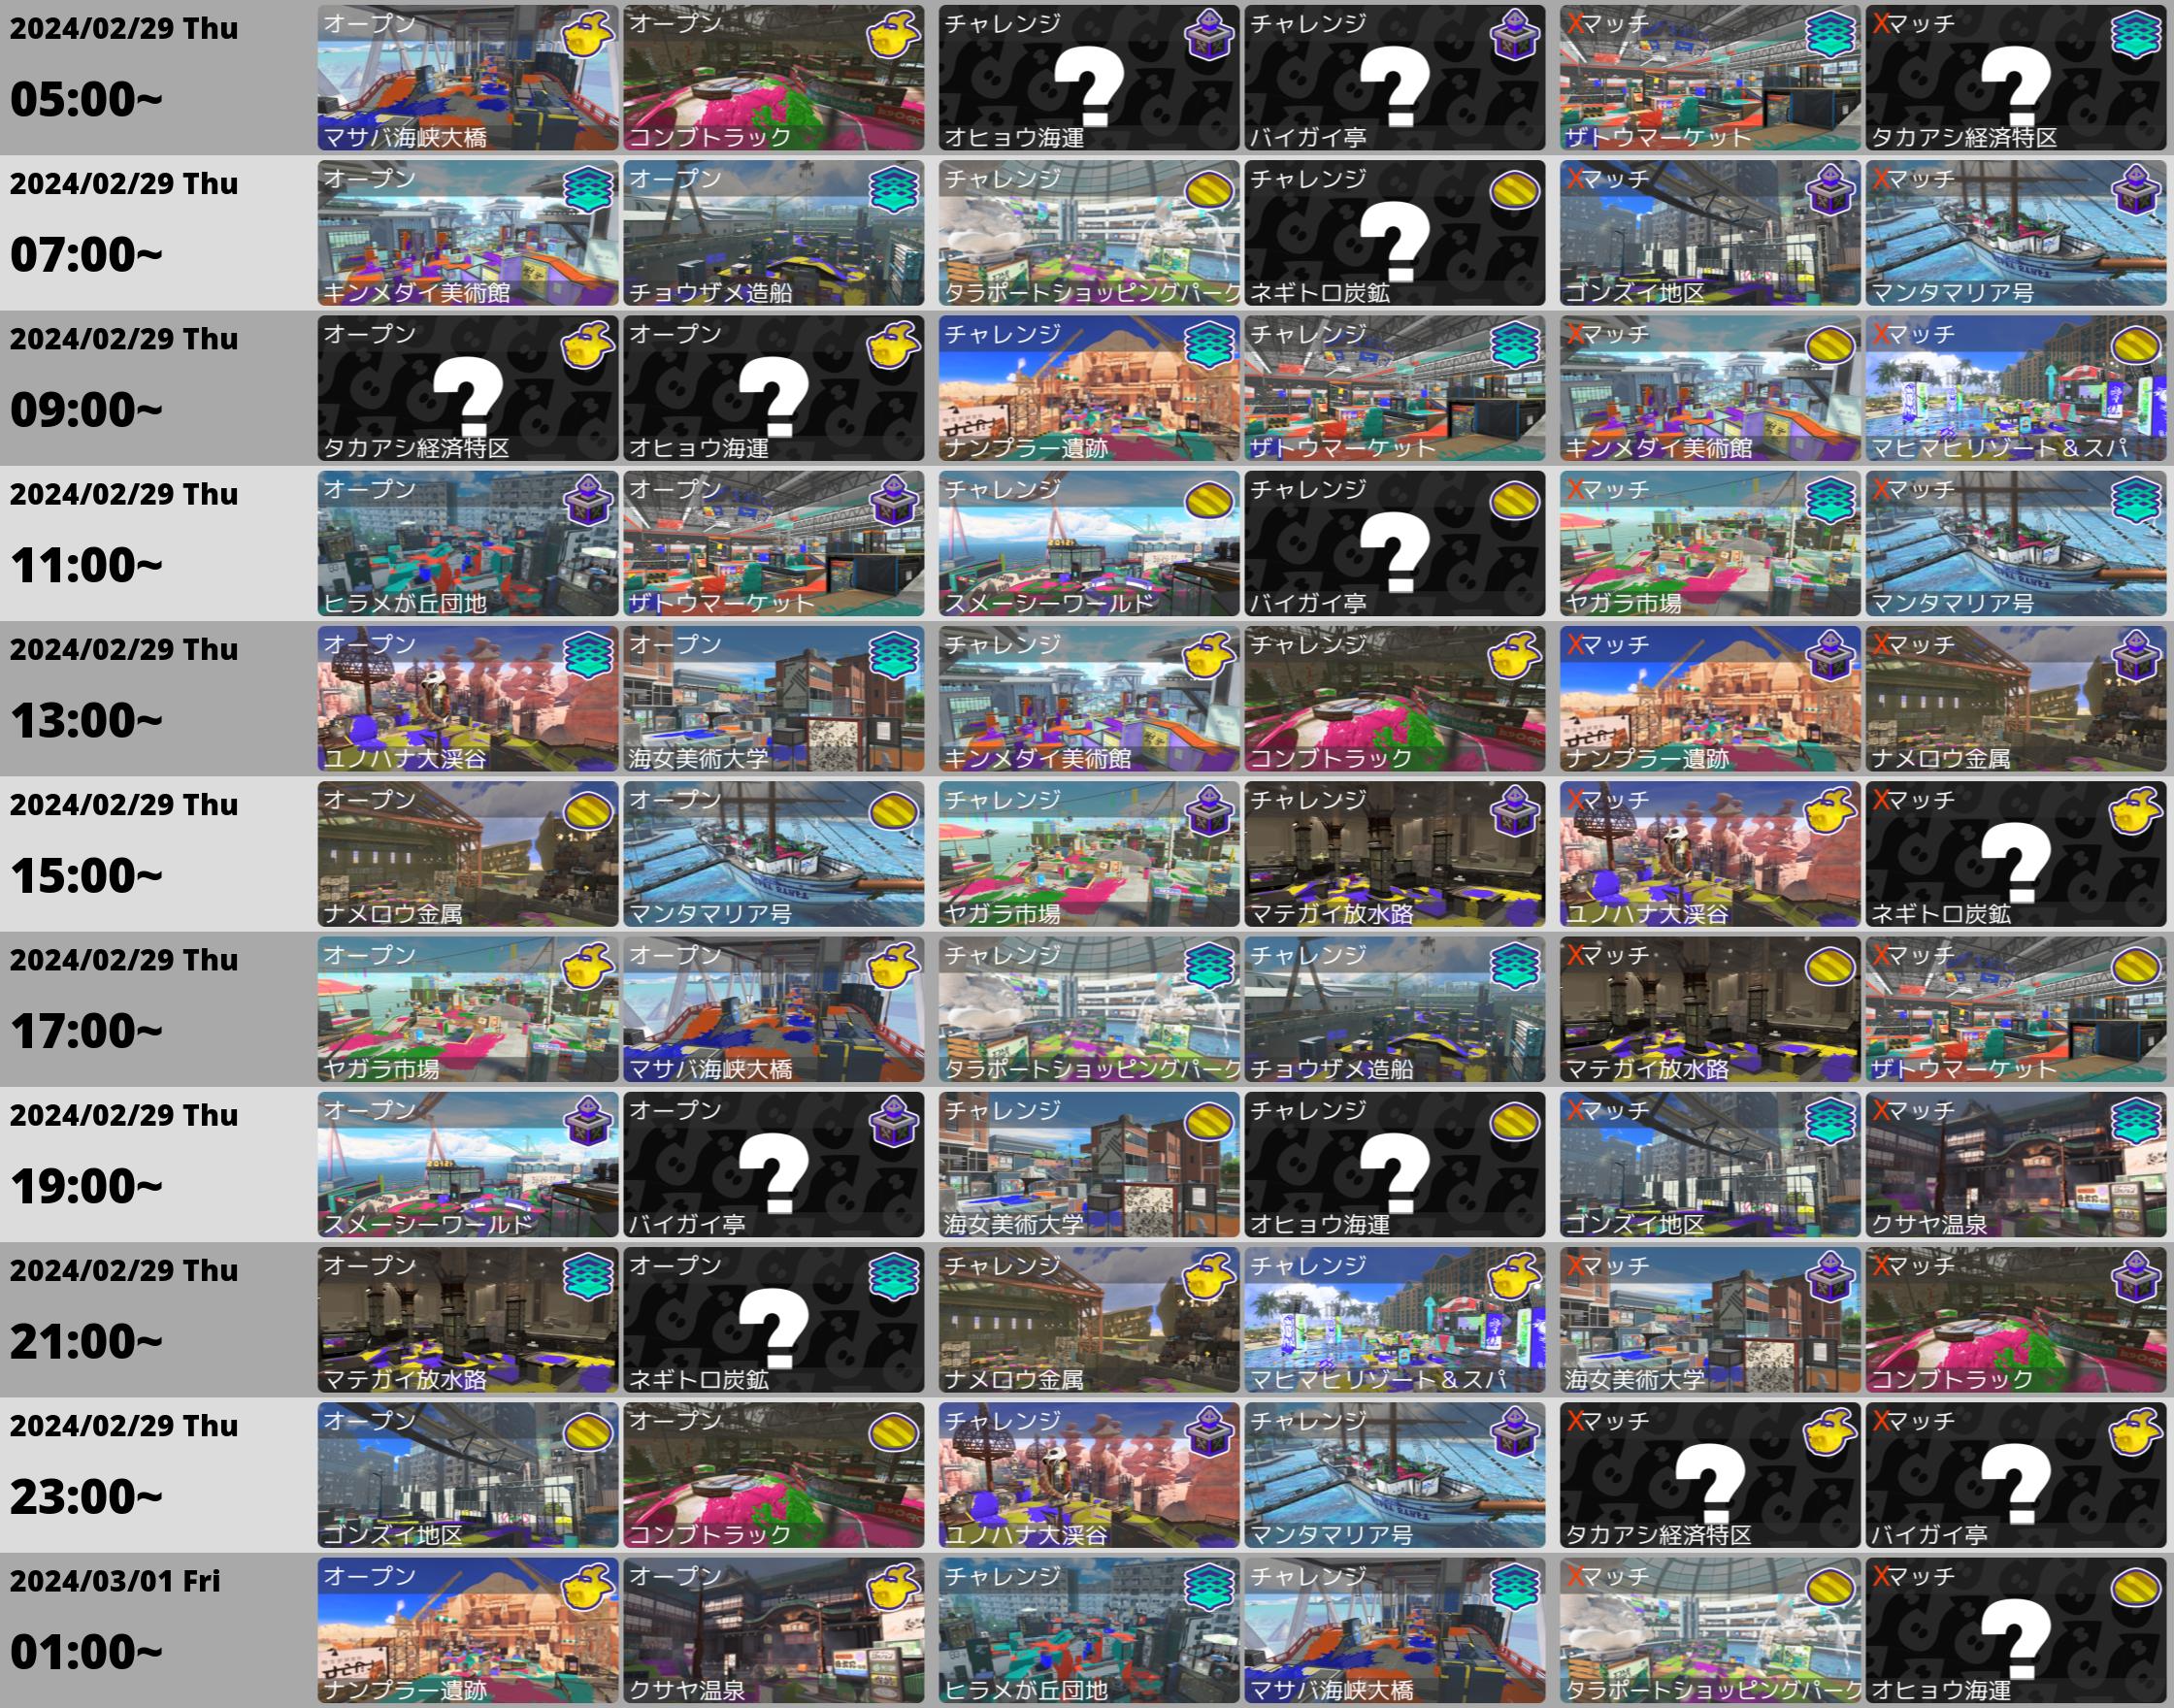 2024/02/29 Thu
05:00~
オープン オープン チャレンジ チャレンジ Xマッチ Xマッチ
マサバ海峡大橋 コンブトラック オヒョウ海運 バイガイ亭 ザトウマーケット タカアシ経済特区
2024/02/29 Thu
07:00~
オープン オープン チャレンジ チャレンジ Xマッチ Xマッチ
キンメダイ美術館 チョウザメ造船 タラポートショッピングパーク ネギトロ炭鉱 ゴンズイ地区 マンタマリア号
2024/02/29 Thu
09:00~
オープン オープン チャレンジ チャレンジ Xマッチ Xマッチ
タカアシ経済特区 オヒョウ海運 ナンプラー遺跡 ザトウマーケット キンメダイ美術館 マヒマヒリゾート＆スパ
2024/02/29 Thu
11:00~
オープン オープン チャレンジ チャレンジ Xマッチ Xマッチ
ヒラメが丘団地 ザトウマーケット スメーシーワールド バイガイ亭 ヤガラ市場 マンタマリア号
2024/02/29 Thu
13:00~
オープン オープン チャレンジ チャレンジ Xマッチ Xマッチ
ユノハナ大渓谷 海女美術大学 キンメダイ美術館 コンブトラック ナンプラー遺跡 ナメロウ金属
2024/02/29 Thu
15:00~
オープン オープン チャレンジ チャレンジ Xマッチ Xマッチ
ナメロウ金属 マンタマリア号 ヤガラ市場 マテガイ放水路 ユノハナ大渓谷 ネギトロ炭鉱
2024/02/29 Thu
17:00~
オープン オープン チャレンジ チャレンジ Xマッチ Xマッチ
ヤガラ市場 マサバ海峡大橋 タラポートショッピングパーク チョウザメ造船 マテガイ放水路 ザトウマーケット
2024/02/29 Thu
19:00~
オープン オープン チャレンジ チャレンジ Xマッチ Xマッチ
スメーシーワールド バイガイ亭 海女美術大学 オヒョウ海運 ゴンズイ地区 クサヤ温泉
2024/02/29 Thu
21:00~
オープン オープン チャレンジ チャレンジ Xマッチ Xマッチ
マテガイ放水路 ネギトロ炭鉱 ナメロウ金属 マヒマヒリゾート＆スパ 海女美術大学 コンブトラック
2024/02/29 Thu
23:00~
オープン オープン チャレンジ チャレンジ Xマッチ Xマッチ
ゴンズイ地区 コンブトラック ユノハナ大渓谷 マンタマリア号 タカアシ経済特区 バイガイ亭
2024/03/01 Fri
01:00~
オープン オープン チャレンジ チャレンジ Xマッチ Xマッチ
ナンプラー遺跡 クサヤ温泉 ヒラメが丘団地 マサバ海峡大橋 タラポートショッピングパーク オヒョウ海運